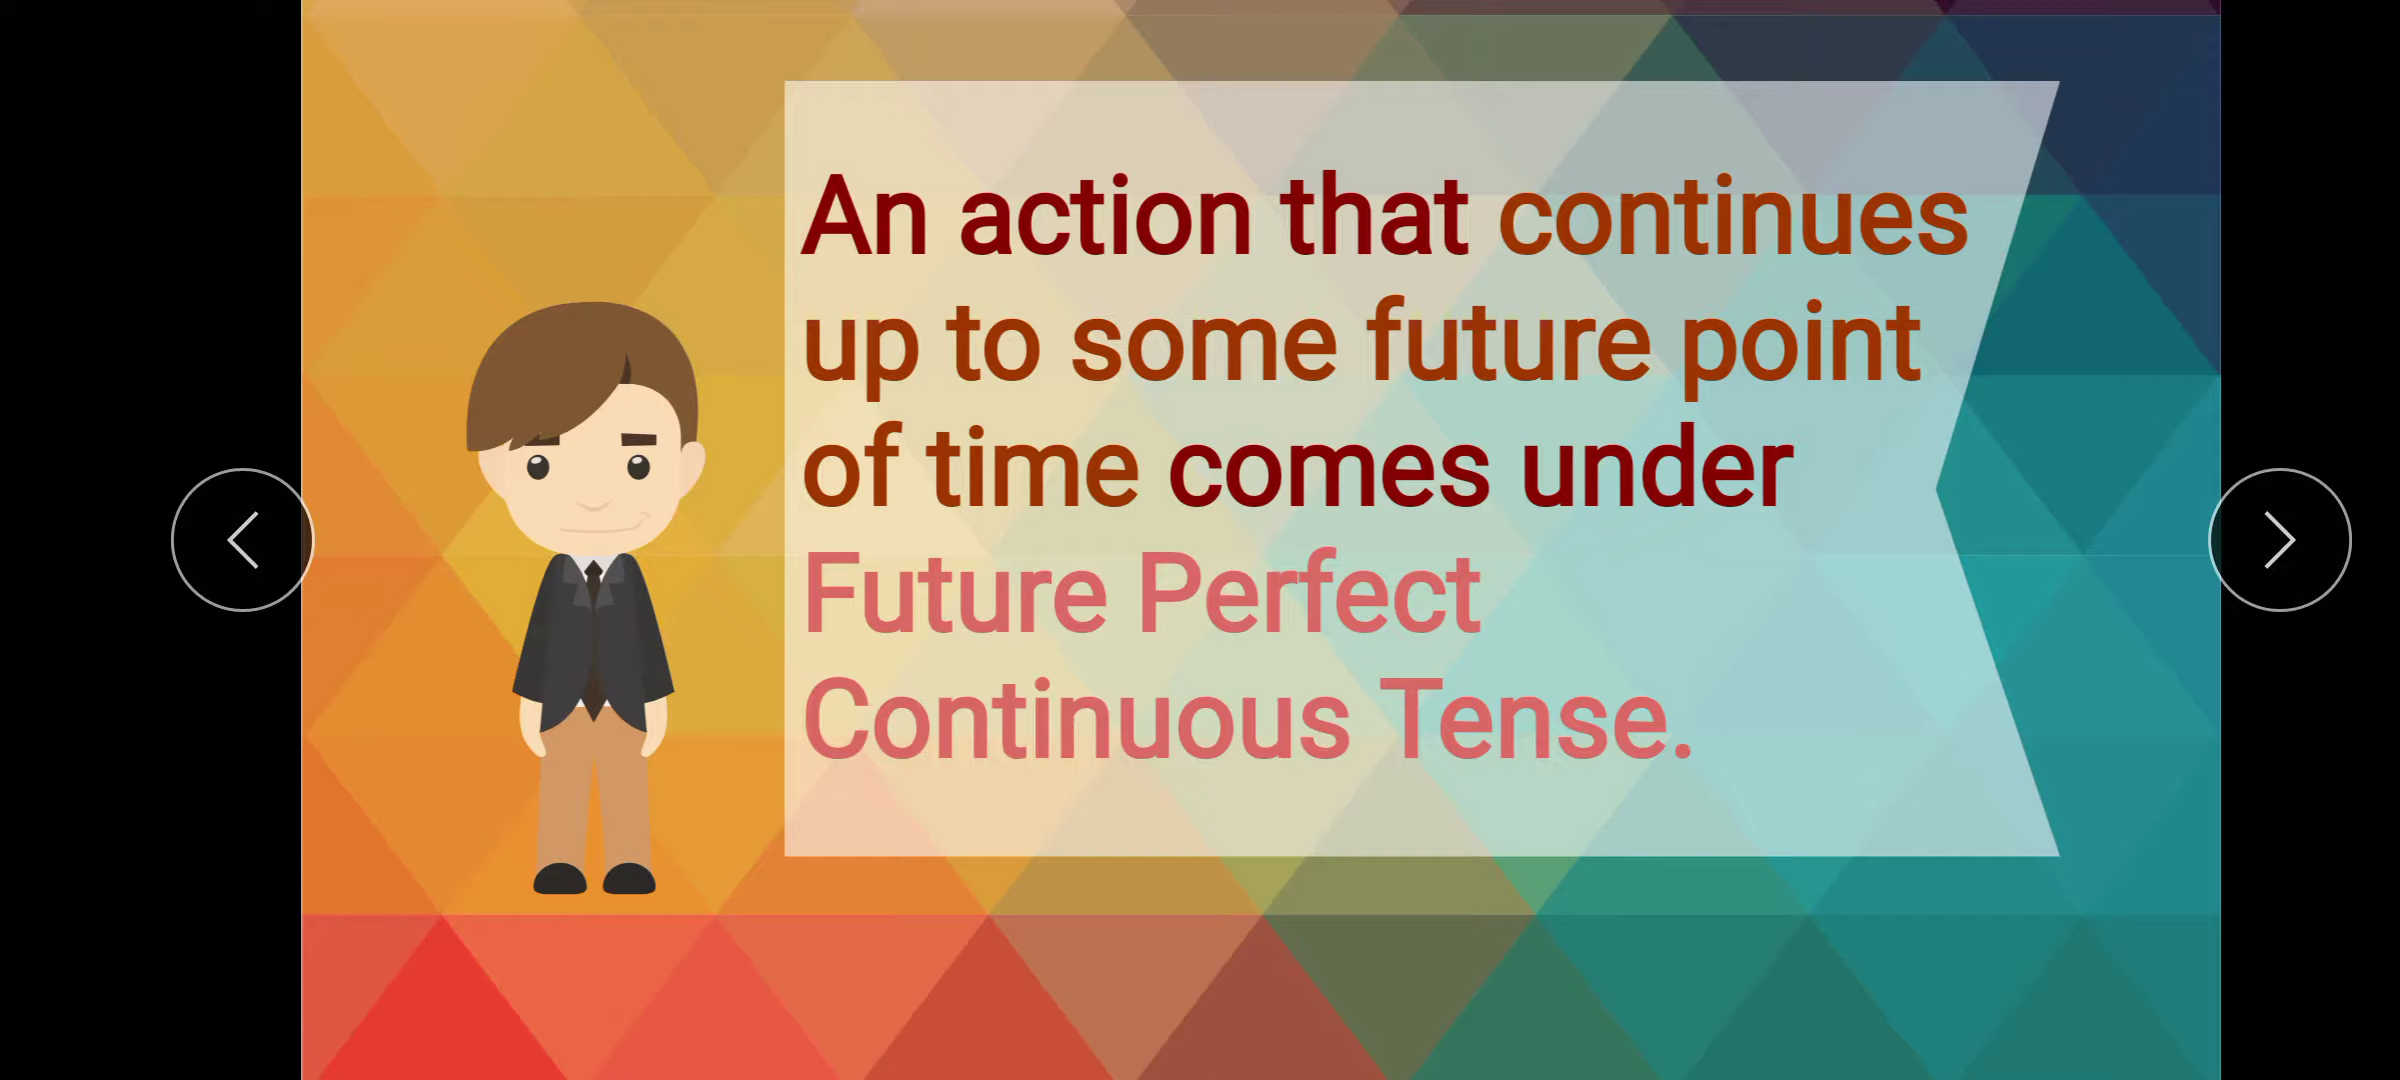 An action that continues
up to some future point
of time comes under
Future Perfect
Continuous Tense.